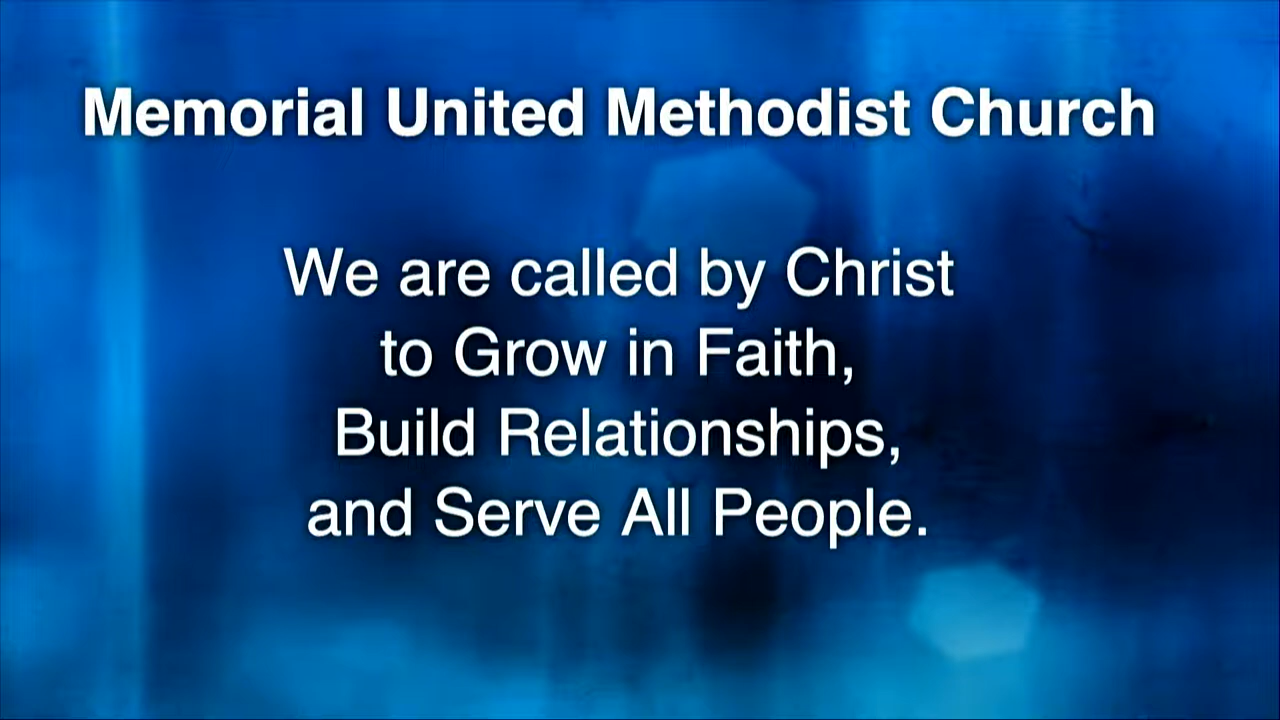 Memorial United Methodist Church
We are called by Christ
to Grow in Faith,
Build Relationships,
and Serve All People.